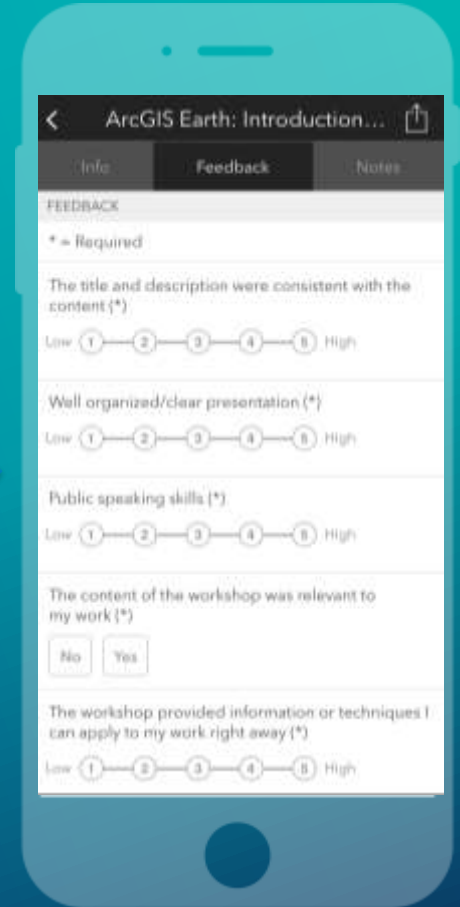 ArcGIS Earth: Introduction...
Info Feedback Notes
FEEDBACK
* = Required
The title and description were consistent with the
content (*)
Low 1 2 3 4 5 High
Well organized/clear presentation (*)
Low 1 2 3 4 5 High
Public speaking skills (*)
Low 1 2 3 4 5 High
The content of the workshop was relevant to
my work (*)
No Yes
The workshop provided information or techniques I
can apply to my work right away (*)
Low 1 2 3 4 5 High